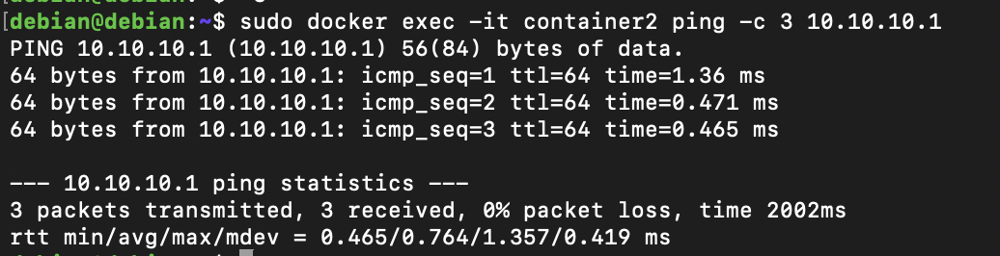 [debian@debian:~$ sudo docker exec -it container2 ping -c 3 10.10.10.1
PING 10.10.10.1 (10.10.10.1) 56(84) bytes of data.
64 bytes from 10.10.10.1: icmp_seq=1 ttl=64 time=1.36 ms
64 bytes from 10.10.10.1: icmp_seq=2 ttl=64 time=0.471 ms
64 bytes from 10.10.10.1: icmp_seq=3 ttl=64 time=0.465 ms

--- 10.10.10.1 ping statistics ---
3 packets transmitted, 3 received, 0% packet loss, time 2002ms
rtt min/avg/max/mdev = 0.465/0.764/1.357/0.419 ms